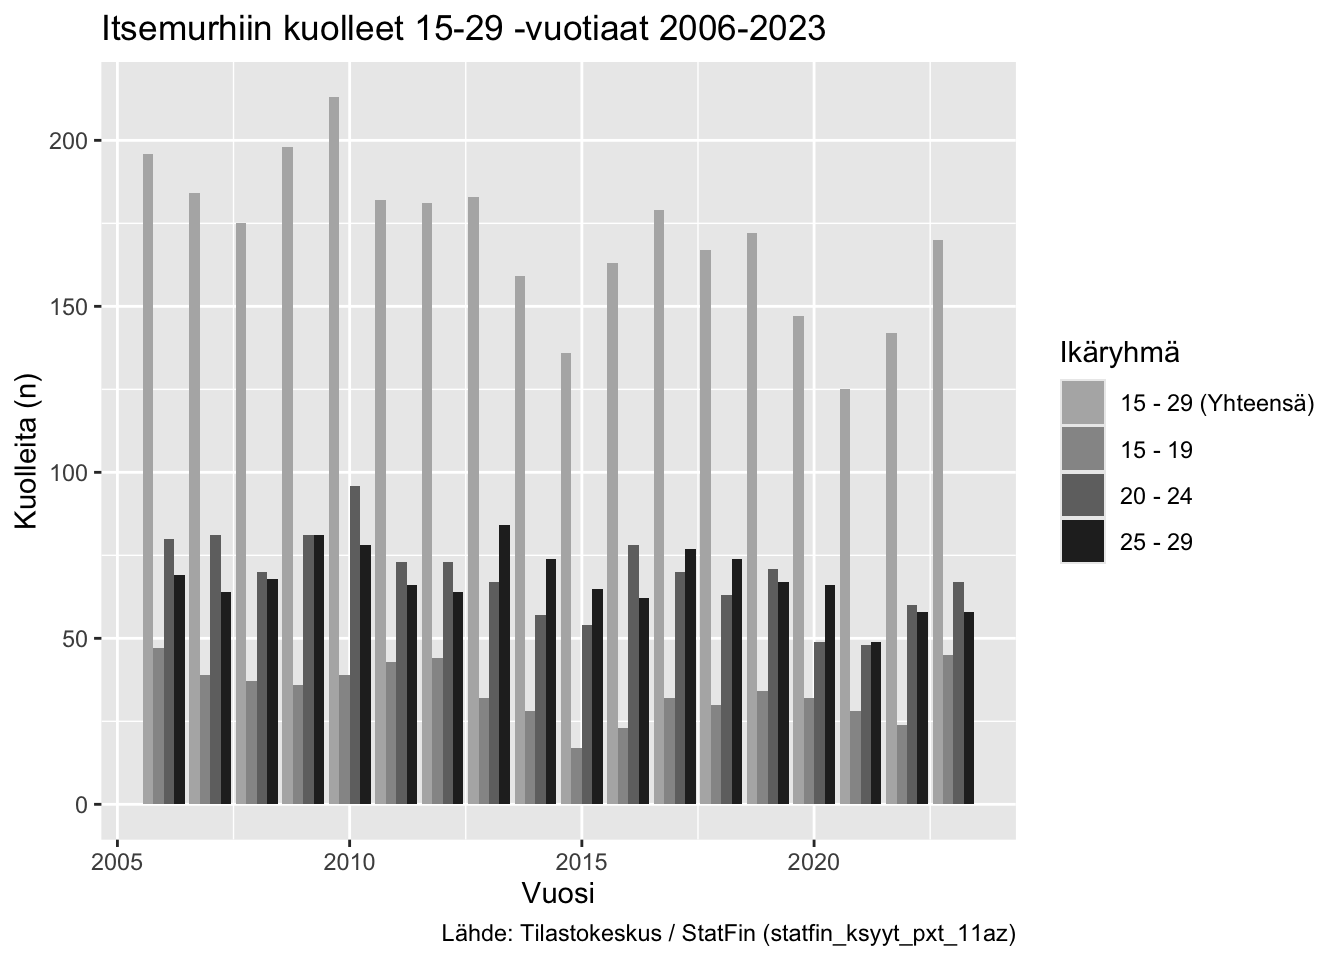 Itsemurhiin kuolleet 15-29 -vuotiaat 2006-2023
Kuolleita (n)
200
150
100
50
0
2005 2010 2015 2020
Vuosi
Ikäryhmä
15 - 29 (Yhteensä)
15 - 19
20 - 24
25 - 29
Lähde: Tilastokeskus / StatFin (statfin_ksyyt_pxt_11az)